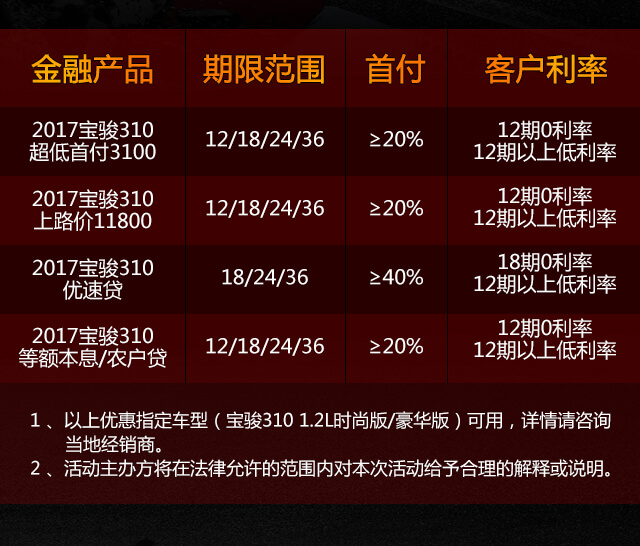 金融产品 期限范围 首付 客户利率
2017宝骏310
超低首付3100
12/18/24/36
≥20%
12期0利率
12期以上低利率
2017宝骏310
上路价11800
12/18/24/36
≥20%
12期0利率
12期以上低利率
2017宝骏310
优速贷
18/24/36
≥40%
18期0利率
12期以上低利率
2017宝骏310
等额本息/农户贷
12/18/24/36
≥20%
12期0利率
12期以上低利率
1、以上优惠指定车型（宝骏310 1.2L时尚版/豪华版）可用，详情请咨询
当地经销商。
2、活动主办方将在法律允许的范围内对本次活动给予合理的解释或说明。